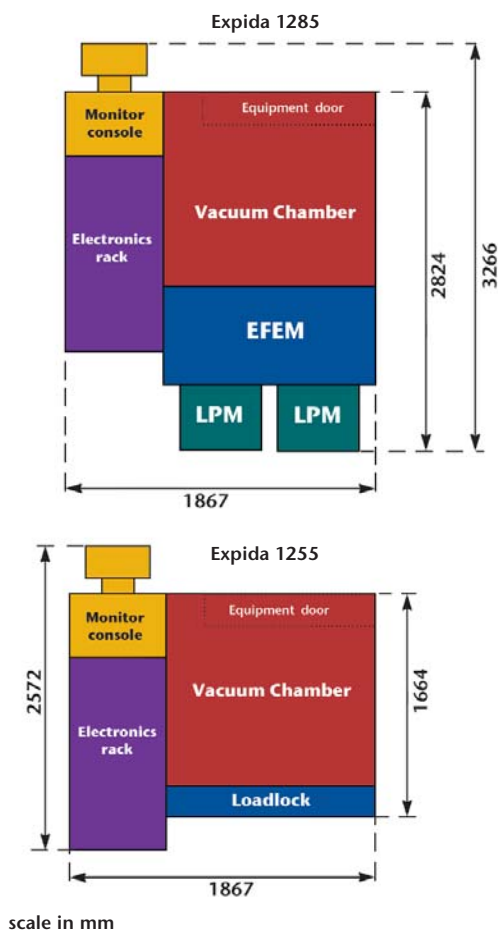 Expida 1285
Monitor
console
Equipment door
Vacuum Chamber
Electronics
rack
EFEM
LPM
LPM
2824
3266
1867
Expida 1255
Monitor
console
Equipment door
Vacuum Chamber
Electronics
rack
Loadlock
2572
1664
1867
scale in mm